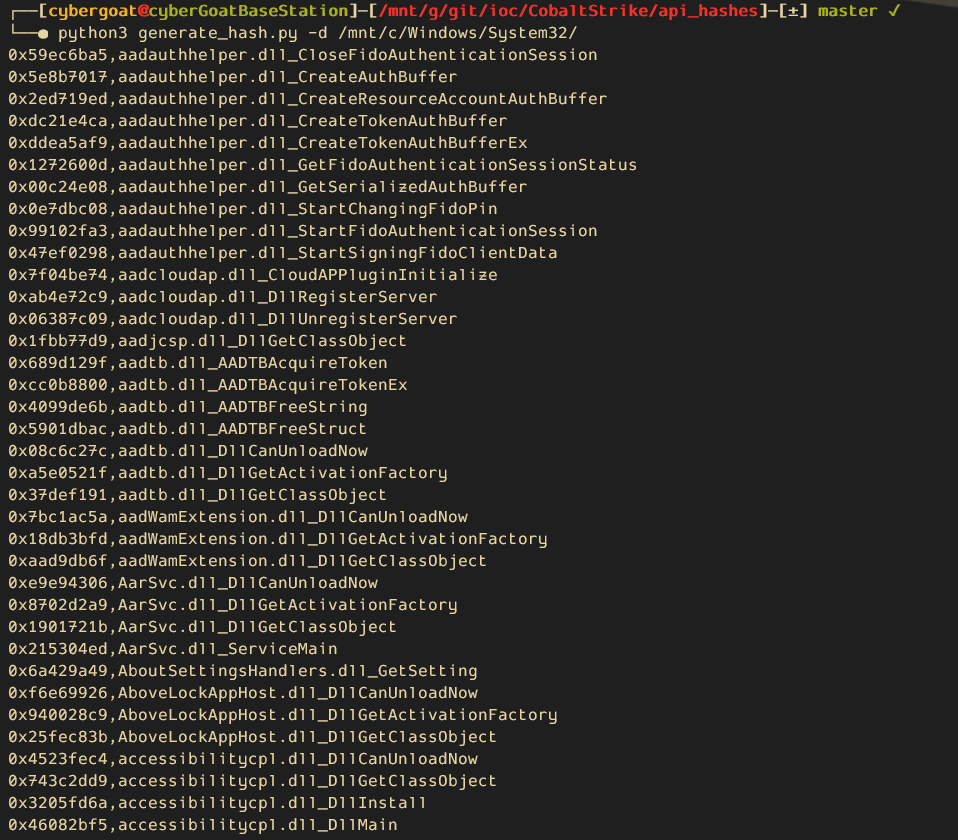 ┌──[cybergoat@cyberGoatBaseStation]─[/mnt/g/git/ioc/CobaltStrike/api_hashes]─[±] master ✓
└──● python3 generate_hash.py -d /mnt/c/Windows/System32/
0x59ec6ba5,aadauthhelper.dll_CloseFidoAuthenticationSession
0x5e8b7017,aadauthhelper.dll_CreateAuthBuffer
0x2ed719ed,aadauthhelper.dll_CreateResourceAccountAuthBuffer
0xdc21e4ca,aadauthhelper.dll_CreateTokenAuthBuffer
0xddea5af9,aadauthhelper.dll_CreateTokenAuthBufferEx
0x1272600d,aadauthhelper.dll_GetFidoAuthenticationSessionStatus
0x00c24e08,aadauthhelper.dll_GetSerializedAuthBuffer
0x0e7dbc08,aadauthhelper.dll_StartChangingFidoPin
0x99102fa3,aadauthhelper.dll_StartFidoAuthenticationSession
0x47ef0298,aadauthhelper.dll_StartSigningFidoClientData
0x7f04be74,aadcloudap.dll_CloudAPPluginInitialize
0xab4e72c9,aadcloudap.dll_DllRegisterServer
0x06387c09,aadcloudap.dll_DllUnregisterServer
0x1fbb77d9,aadjcsp.dll_DllGetClassObject
0x689d129f,aadtb.dll_AADTBAcquireToken
0xcc0b8800,aadtb.dll_AADTBAcquireTokenEx
0x4099de6b,aadtb.dll_AADTBFreeString
0x5901dbac,aadtb.dll_AADTBFreeStruct
0x08c6c27c,aadtb.dll_DllCanUnloadNow
0xa5e0521f,aadtb.dll_DllGetActivationFactory
0x37def191,aadtb.dll_DllGetClassObject
0x7bc1ac5a,aadWamExtension.dll_DllCanUnloadNow
0x18db3bfd,aadWamExtension.dll_DllGetActivationFactory
0xaad9db6f,aadWamExtension.dll_DllGetClassObject
0xe9e94306,AarSvc.dll_DllCanUnloadNow
0x8702d2a9,AarSvc.dll_DllGetActivationFactory
0x1901721b,AarSvc.dll_DllGetClassObject
0x215304ed,AarSvc.dll_ServiceMain
0x6a429a49,AboutSettingsHandlers.dll_GetSetting
0xf6e69926,AboveLockAppHost.dll_DllCanUnloadNow
0x940028c9,AboveLockAppHost.dll_DllGetActivationFactory
0x25fec83b,AboveLockAppHost.dll_DllGetClassObject
0x4523fec4,accessibilitycpl.dll_DllCanUnloadNow
0x743c2dd9,accessibilitycpl.dll_DllGetClassObject
0x3205fd6a,accessibilitycpl.dll_DllInstall
0x46082bf5,accessibilitycpl.dll_DllMain